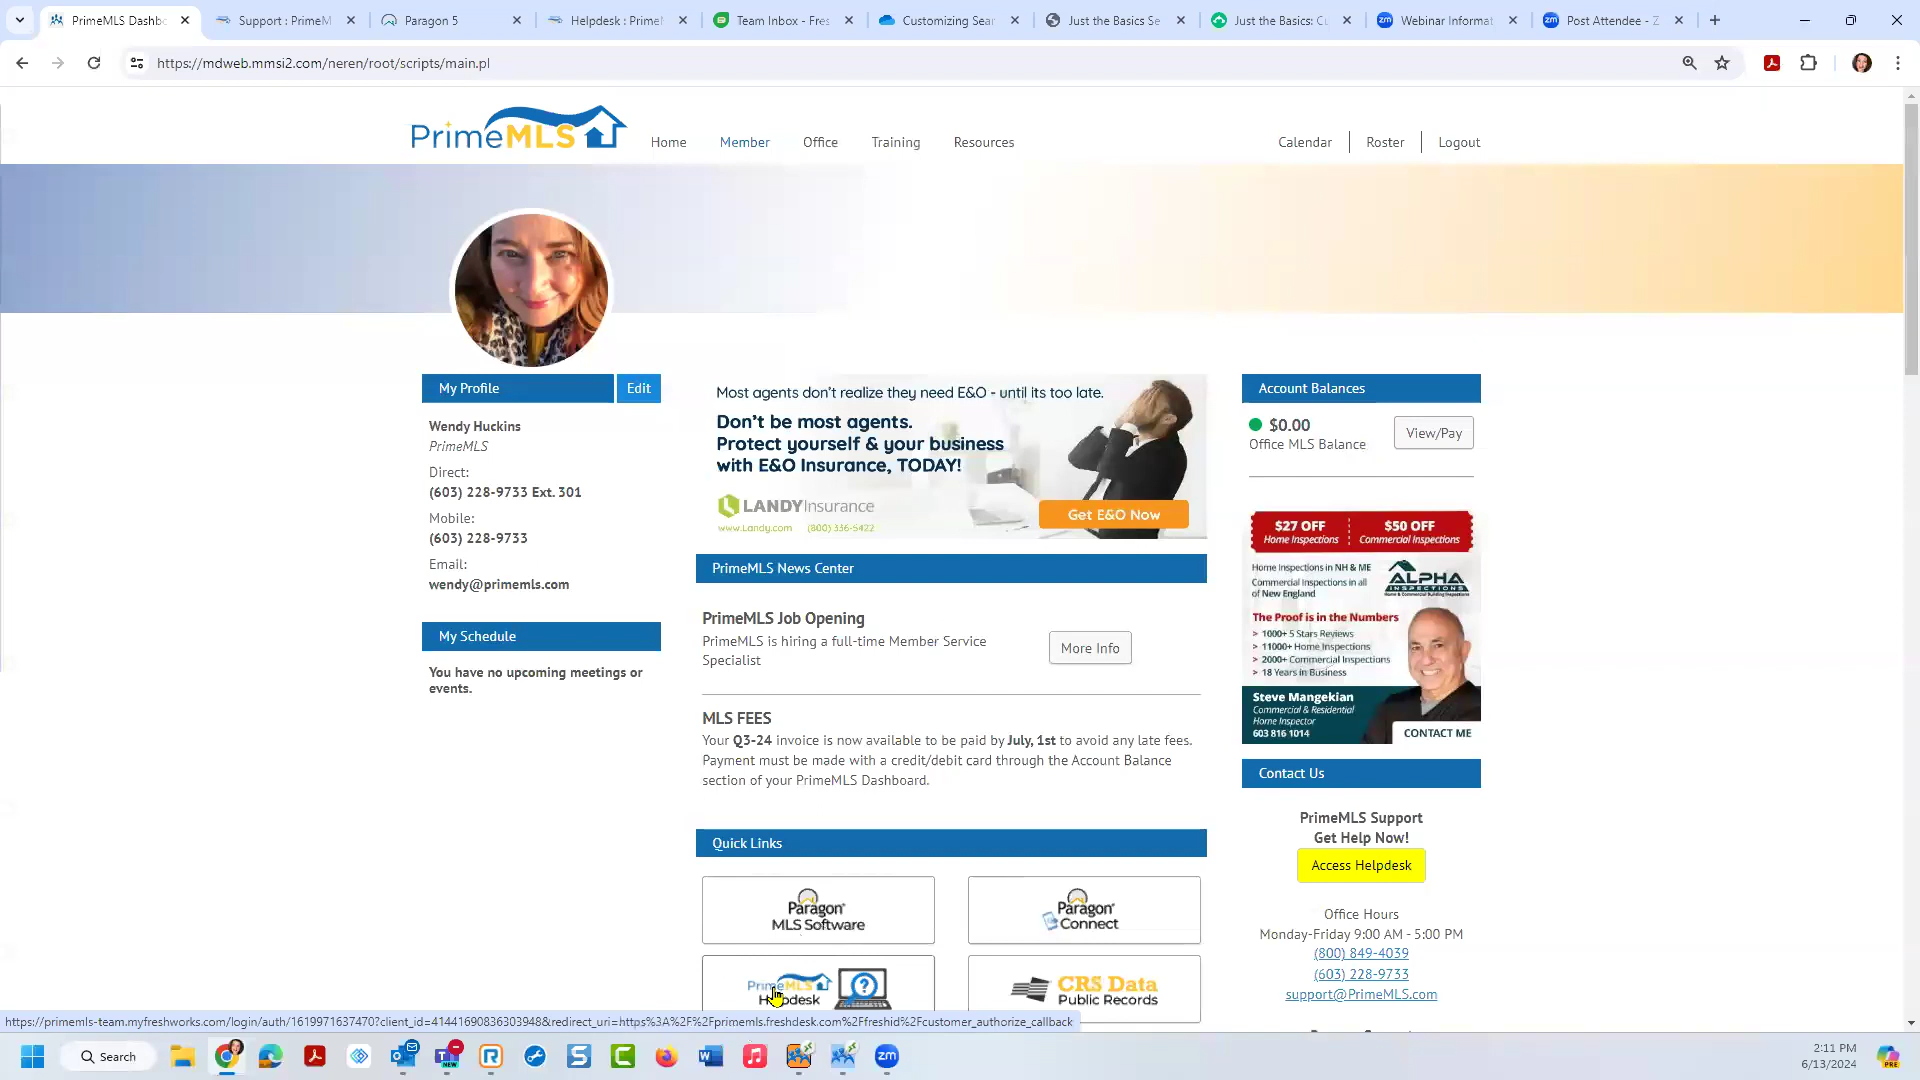 PrimeMLS Dashbo
Support : PrimeM
Paragon 5
Helpdesk : PrimeM
Team Inbox - Fres
Customizing Sear
Just the Basics Se
Just the Basics: Cu
Webinar Informat
Post Attendee - Z
https://mdweb.mmsi2.com/neren/root/scripts/main.pl
PrimeMLS
Home Member Office Training Resources
Calendar Roster Logout
My Profile Edit
Wendy Huckins
PrimeMLS
Direct:
(603) 228-9733 Ext. 301
Mobile:
(603) 228-9733
Email:
wendy@primemls.com
My Schedule
You have no upcoming meetings or
events.
Most agents don't realize they need E&O - until its too late.
Don't be most agents.
Protect yourself & your business
with E&O Insurance, TODAY!
LANDYInsurance
www.Landy.com (800) 336-5422
Get E&O Now
PrimeMLS News Center
PrimeMLS Job Opening
PrimeMLS is hiring a full-time Member Service
Specialist
More Info
MLS FEES
Your Q3-24 invoice is now available to be paid by July, 1st to avoid any late fees.
Payment must be made with a credit/debit card through the Account Balance
section of your PrimeMLS Dashboard.
Quick Links
Paragon®
MLS Software
Paragon®
Connect
PrimeMLS
Helpdesk
CRS Data
Public Records
Account Balances
$0.00
Office MLS Balance
View/Pay
$27 OFF
Home Inspections
$50 OFF
Commercial Inspections
Home Inspections in NH & ME
Commercial Inspections in all
of New England
ALPHA
INSPECTIONS
Home & Commercial Building Inspections
The Proof is in the Numbers
> 1000+ 5 Stars Reviews
> 11000+ Home Inspections
> 2000+ Commercial Inspections
> 18 Years in Business
Steve Mangekian
Commercial & Residential
Home Inspector
603 816 1014
CONTACT ME
Contact Us
PrimeMLS Support
Get Help Now!
Access Helpdesk
Office Hours
Monday-Friday 9:00 AM - 5:00 PM
(800) 849-4039
(603) 228-9733
support@PrimeMLS.com
https://primemls-team.myfreshworks.com/login/auth/1619971637470?client_id=41441690836303948&redirect_uri=https%3A%2F%2Fprimemls.freshdesk.com%2Ffreshid%2Fcustomer_authorize_callback
Search
NEW
zm
2:11 PM
6/13/2024
PRE